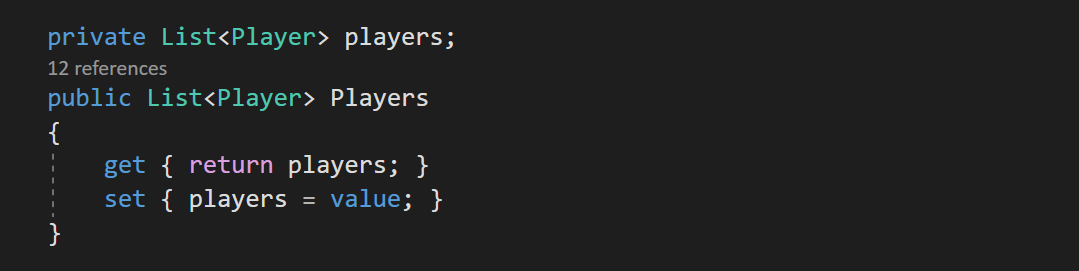 private List<Player> players;
12 references
public List<Player> Players
{
get { return players; }
set { players = value; }
}